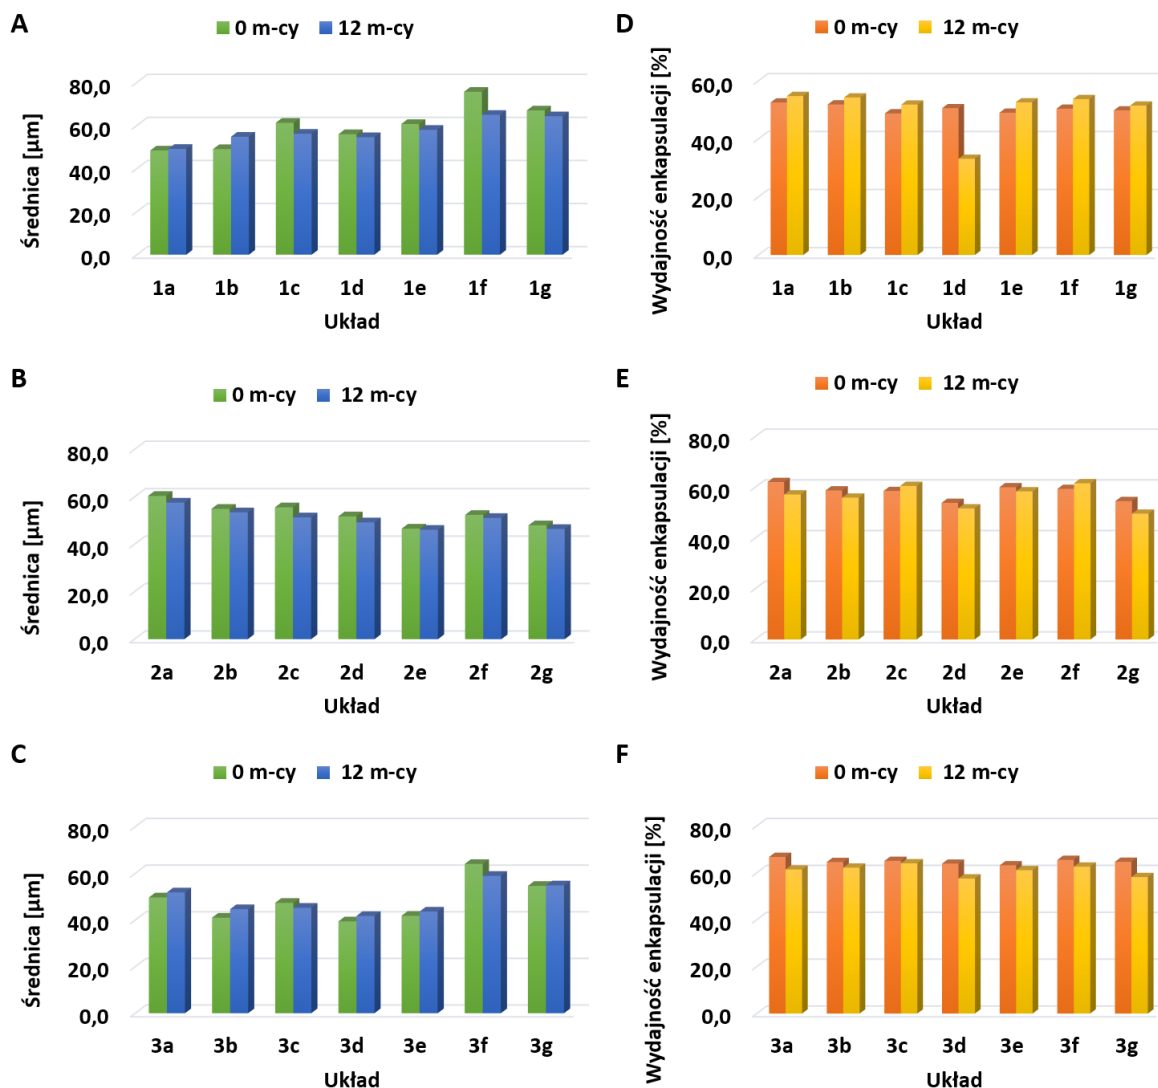 A
0 m-cy 12 m-cy
Średnica [µm]
80,0
60,0
40,0
20,0
0,0
1a 1b 1c 1d 1e 1f 1g
Układ
D
0 m-cy 12 m-cy
Wydajność enkapsulacji [%]
60,0
40,0
20,0
0,0
1a 1b 1c 1d 1e 1f 1g
Układ
B
0 m-cy 12 m-cy
Średnica [µm]
80,0
60,0
40,0
20,0
0,0
2a 2b 2c 2d 2e 2f 2g
Układ
E
0 m-cy 12 m-cy
Wydajność enkapsulacji [%]
80,0
60,0
40,0
20,0
0,0
2a 2b 2c 2d 2e 2f 2g
Układ
C
0 m-cy 12 m-cy
Średnica [µm]
80,0
60,0
40,0
20,0
0,0
3a 3b 3c 3d 3e 3f 3g
Układ
F
0 m-cy 12 m-cy
Wydajność enkapsulacji [%]
80,0
60,0
40,0
20,0
0,0
3a 3b 3c 3d 3e 3f 3g
Układ